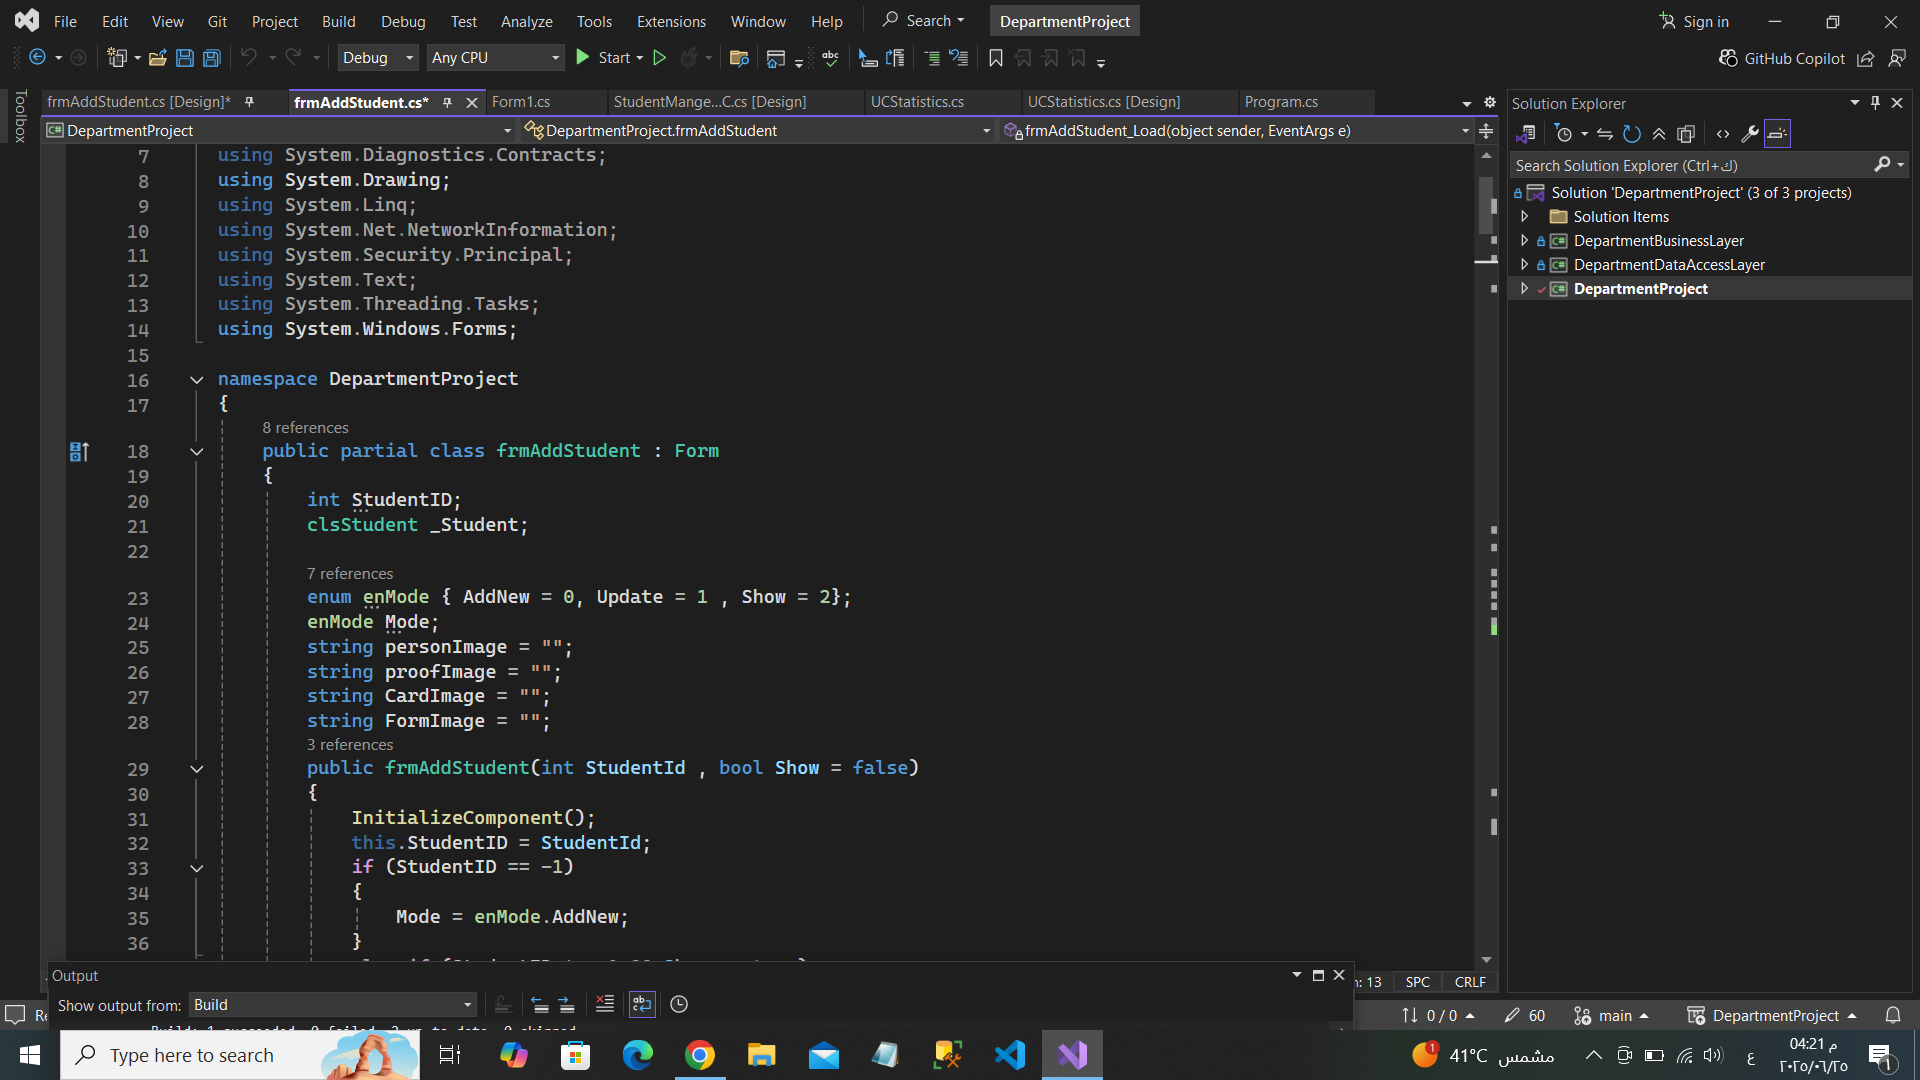 File Edit View Git Project Build Debug Test Analyze Tools Extensions Window Help Search DepartmentProject Sign in
Debug Any CPU Start GitHub Copilot
Toolbox
frmAddStudent.cs [Design]* frmAddStudent.cs* Form1.cs StudentMange...C.cs [Design] UCStatistics.cs UCStatistics.cs [Design] Program.cs
DepartmentProject DepartmentProject.frmAddStudent frmAddStudent_Load(object sender, EventArgs e)
7 using System.Diagnostics.Contracts;
8 using System.Drawing;
9 using System.Linq;
10 using System.Net.NetworkInformation;
11 using System.Security.Principal;
12 using System.Text;
13 using System.Threading.Tasks;
14 using System.Windows.Forms;
15
16 namespace DepartmentProject
17 {
8 references
18 public partial class frmAddStudent : Form
19 {
20 int StudentID;
21 clsStudent _Student;
22
7 references
23 enum enMode { AddNew = 0, Update = 1 , Show = 2};
24 enMode Mode;
25 string personImage = "";
26 string proofImage = "";
27 string CardImage = "";
28 string FormImage = "";
3 references
29 public frmAddStudent(int StudentId , bool Show = false)
30 {
31 InitializeComponent();
32 this.StudentID = StudentId;
33 if (StudentID == -1)
34 {
35 Mode = enMode.AddNew;
36 }
Solution Explorer
Search Solution Explorer (Ctrl+ك)
Solution 'DepartmentProject' (3 of 3 projects)
Solution Items
DepartmentBusinessLayer
DepartmentDataAccessLayer
DepartmentProject
Output
: 13 SPC CRLF
Show output from: Build
Re
0 / 0 60 main DepartmentProject
Type here to search
1 41°C مشمس ع
04:21 م
٢٠٢٥/٠٦/٢٥
١